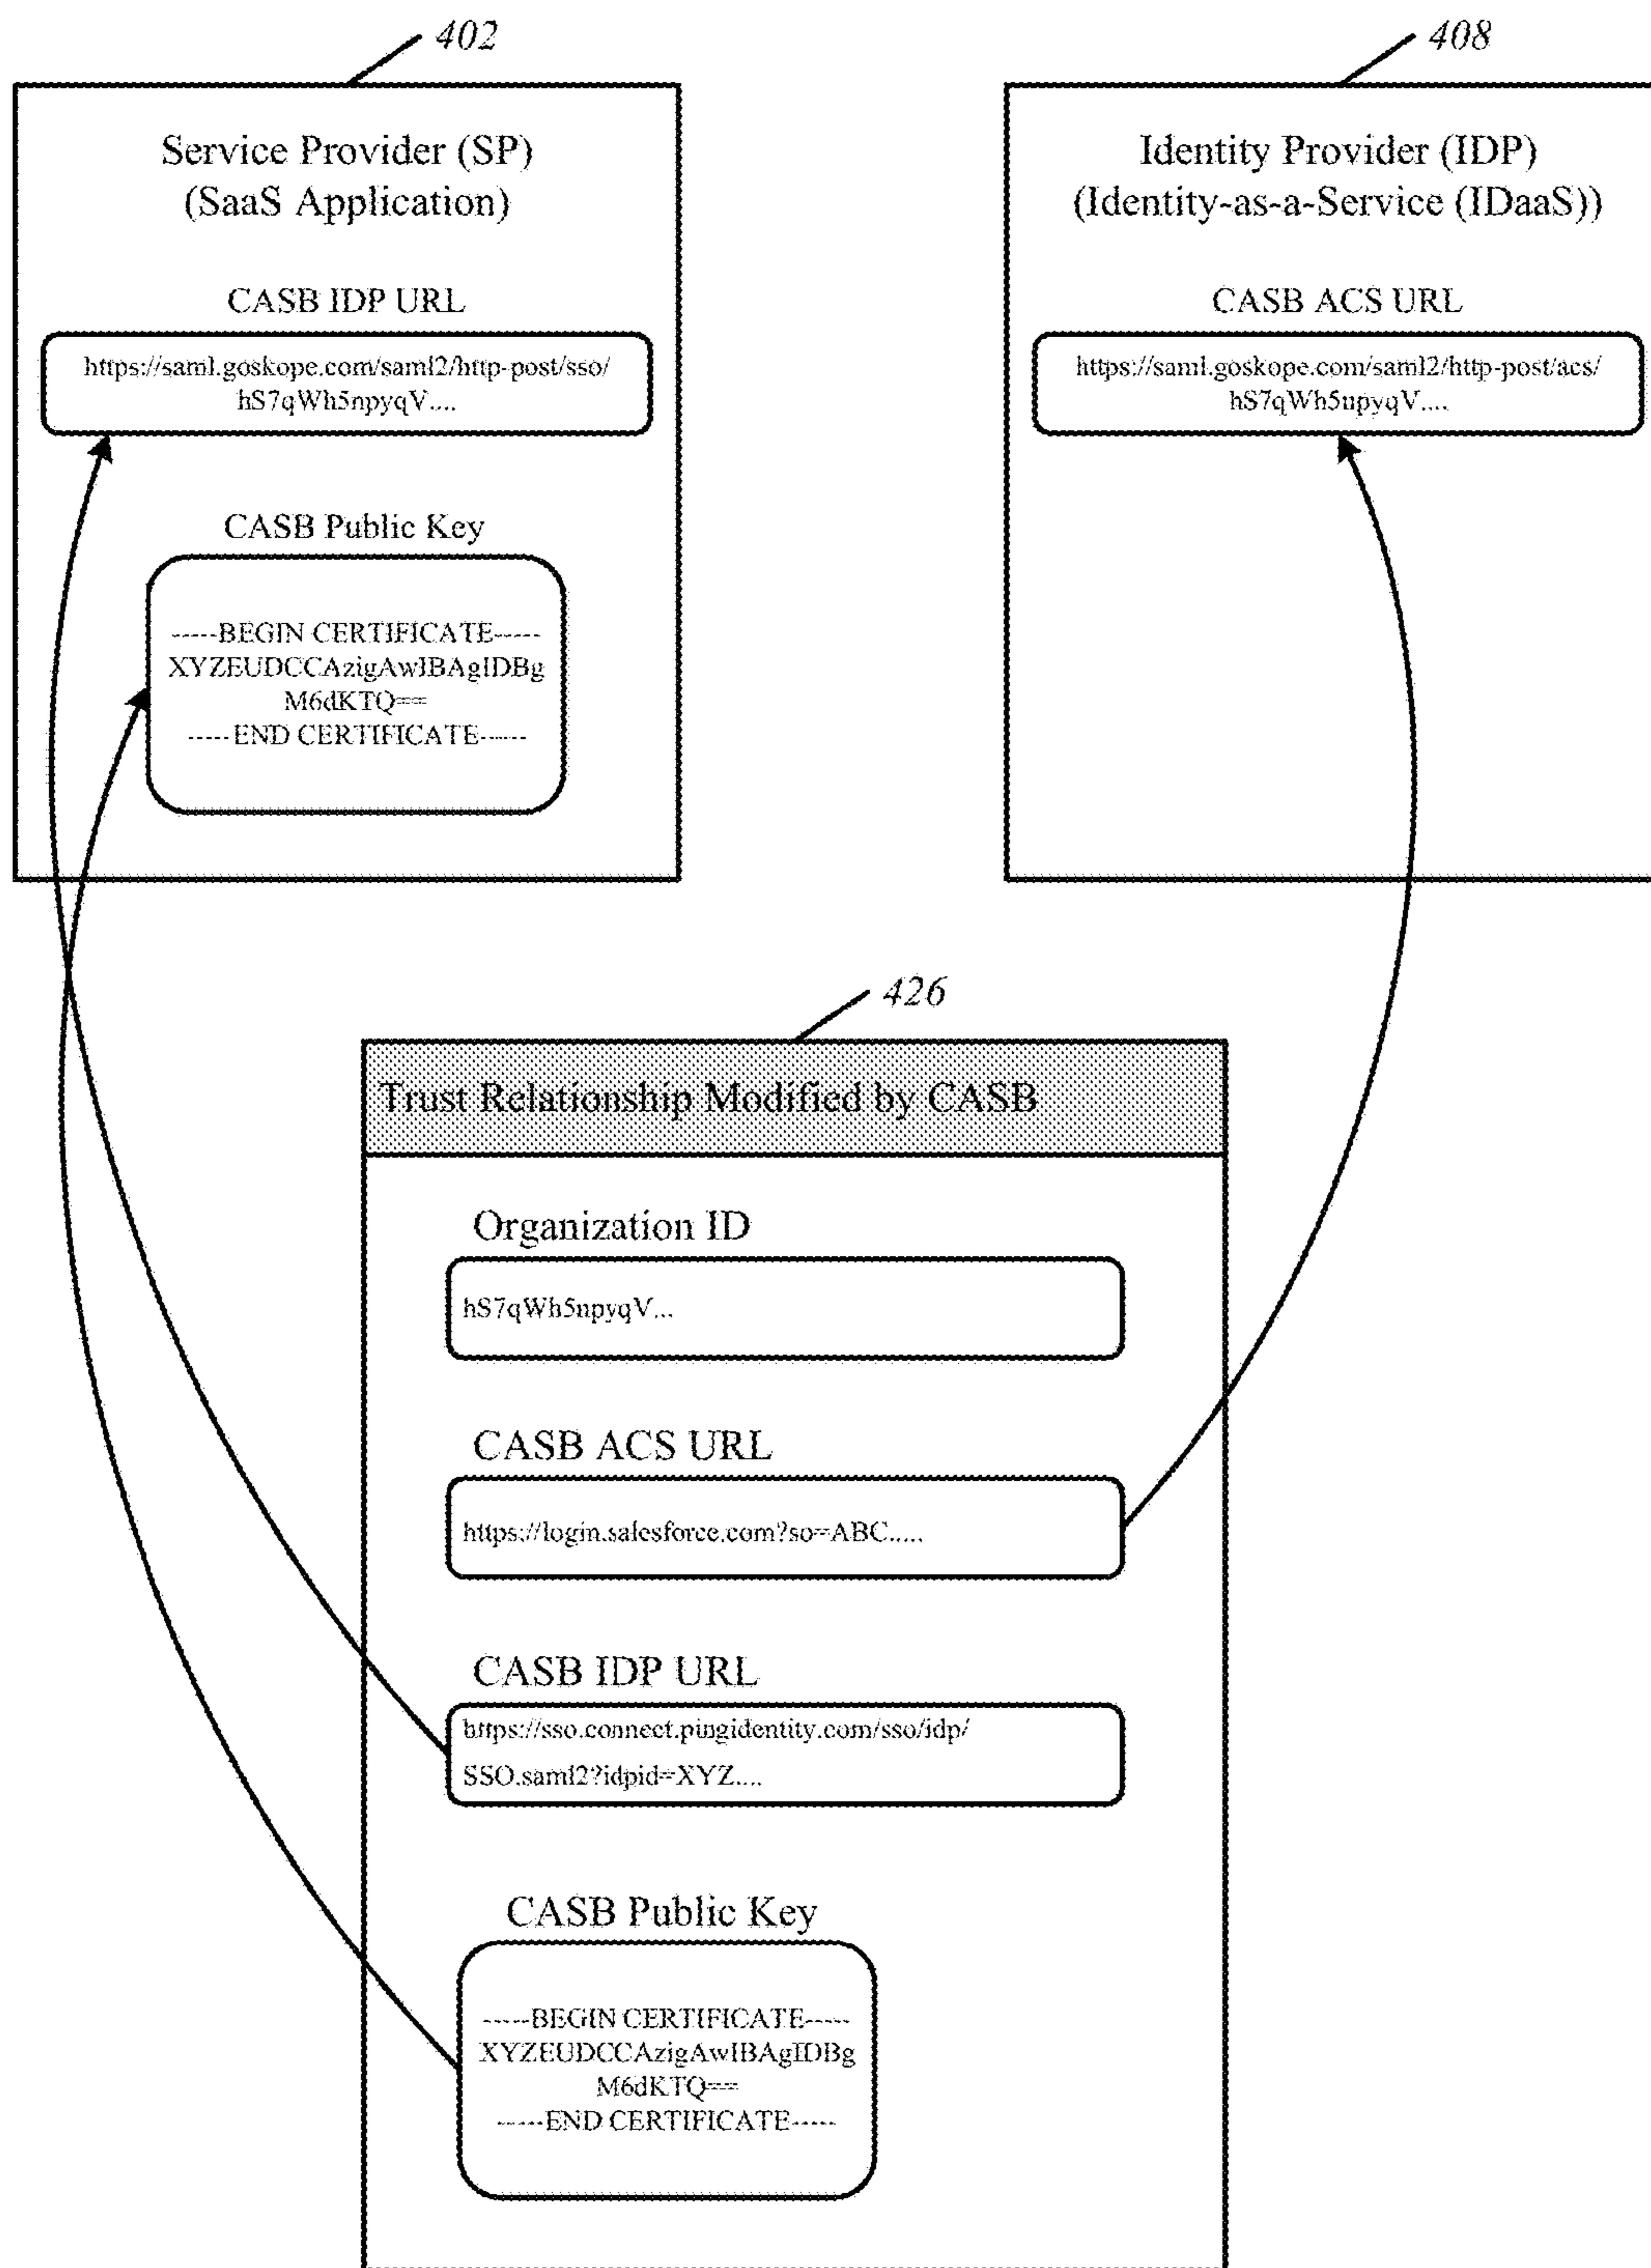 402
Service Provider (SP)
(SaaS Application)
CASB IDP URL
https://saml.goskope.com/saml2/http-post/sso/
hS7qWh5npyqV....
CASB Public Key
-----BEGIN CERTIFICATE-----
XYZEUDCCAzigAwIBAgIDBg
M6dKTQ==
-----END CERTIFICATE-----
408
Identity Provider (IDP)
(Identity-as-a-Service (IDaaS))
CASB ACS URL
https://saml.goskope.com/saml2/http-post/acs/
hS7qWh5npyqV....
426
Trust Relationship Modified by CASB
Organization ID
hS7qWh5npyqV...
CASB ACS URL
https://login.salesforce.com?so=ABC.....
CASB IDP URL
https://sso.connect.pingidentity.com/sso/idp/
SSO.saml2?idpid=XYZ....
CASB Public Key
-----BEGIN CERTIFICATE-----
XYZEUDCCAzigAwIBAgIDBg
M6dKTQ==
-----END CERTIFICATE-----